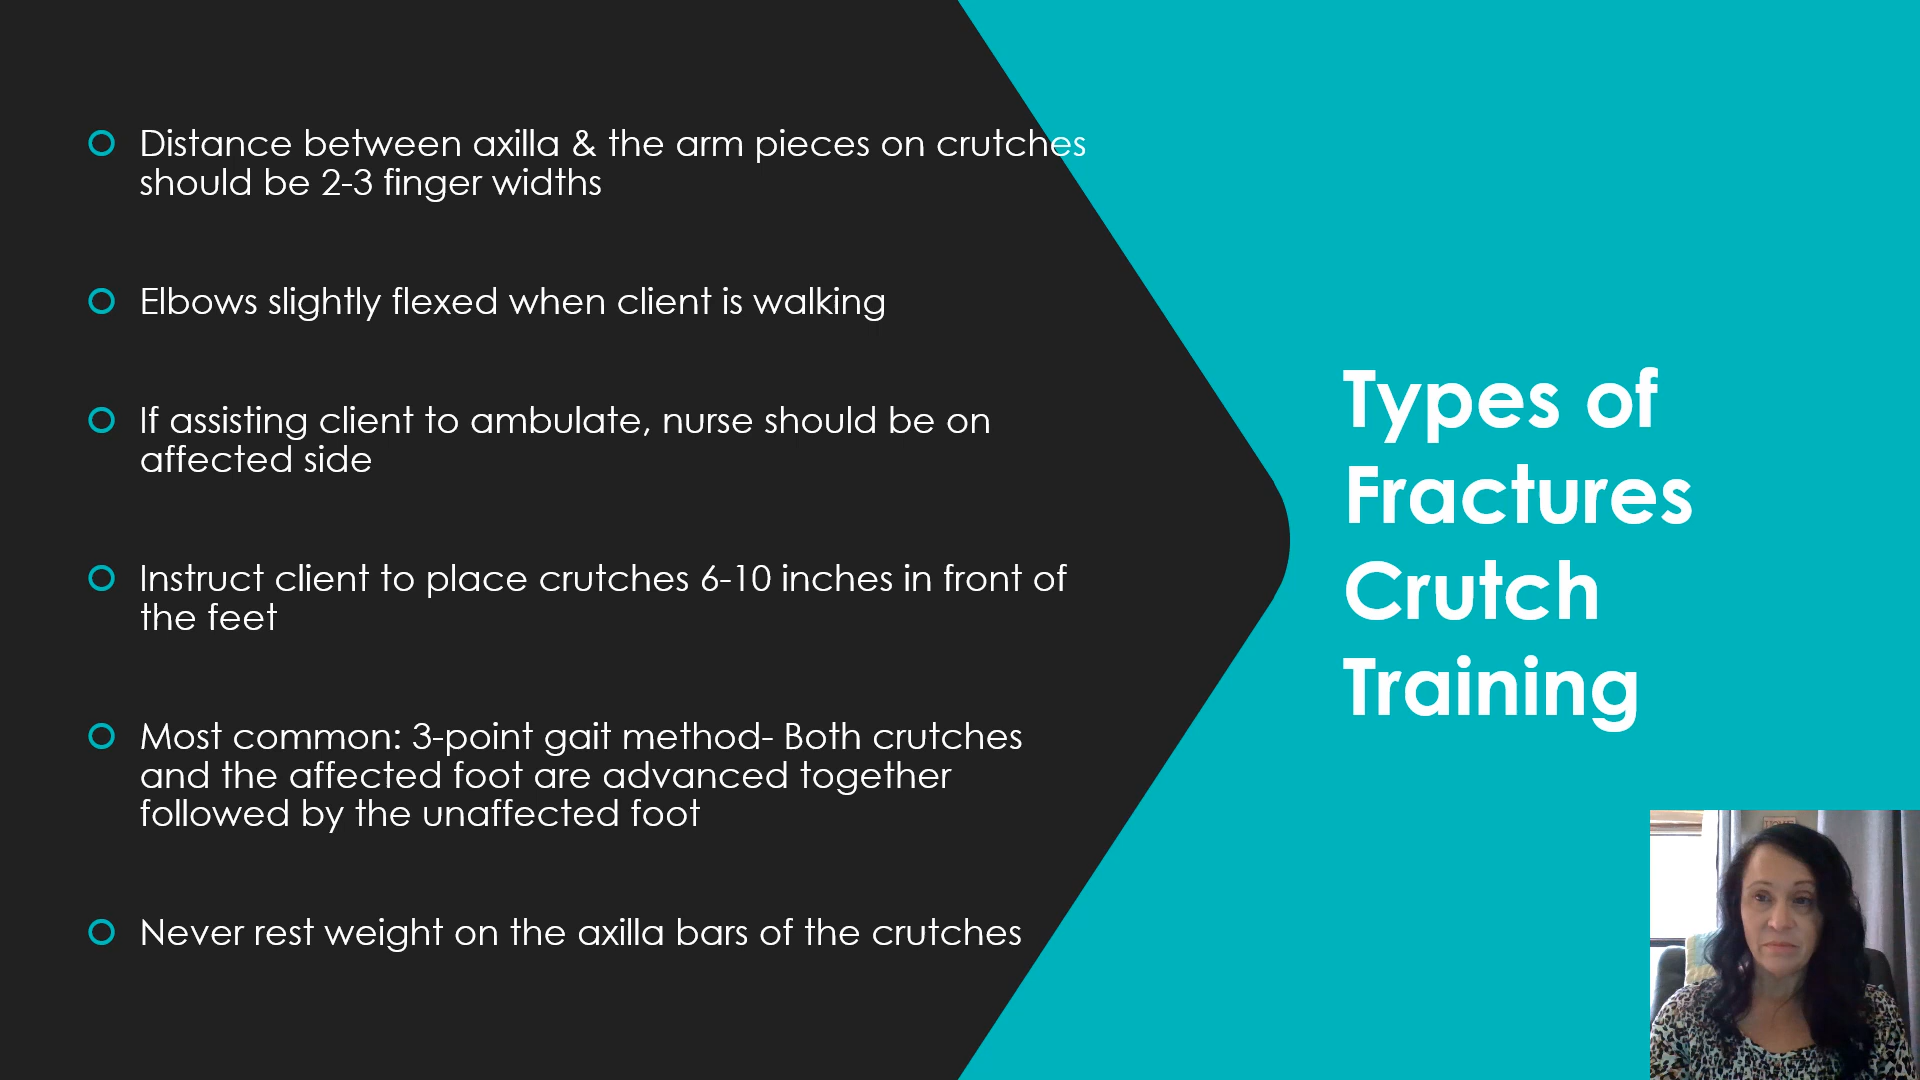 Distance between axilla & the arm pieces on crutches
should be 2-3 finger widths
Elbows slightly flexed when client is walking
If assisting client to ambulate, nurse should be on
affected side
Instruct client to place crutches 6-10 inches in front of
the feet
Most common: 3-point gait method- Both crutches
and the affected foot are advanced together
followed by the unaffected foot
Never rest weight on the axilla bars of the crutches
Types of
Fractures
Crutch
Training